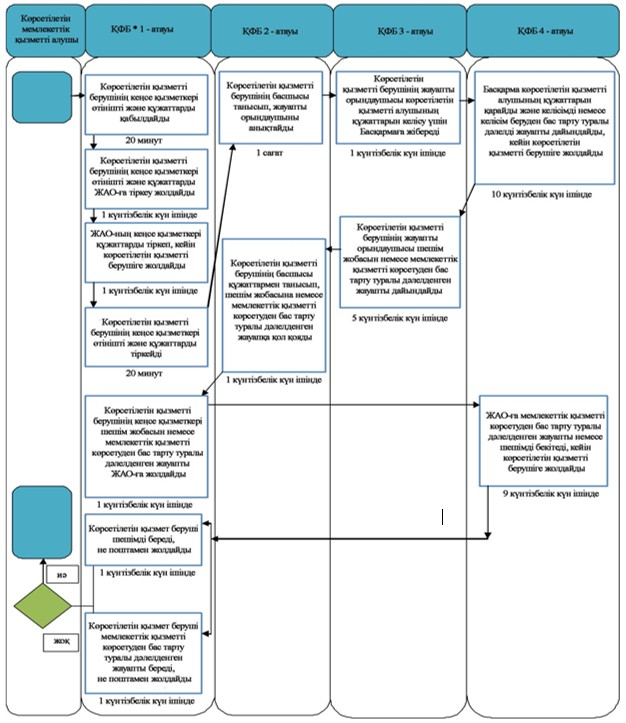 Көрсетілетін
мемлекеттік
қызметті алушы
ҚФБ * 1 - атауы
ҚФБ 2 - атауы
ҚФБ 3 - атауы
ҚФБ 4 - атауы
Көрсетілетін қызметті
берушінің кеңсе қызметкері
өтінішті және құжаттарды
қабылдайды
20 минут
Көрсетілетін қызметті
берушінің кеңсе қызметкері
өтінішті және құжаттарды
ЖАО-ға тіркеу жолдайды
1 күнтізбелік күн ішінде
ЖАО-ның кеңсе қызметкері
құжаттарды тіркеп, кейін
көрсетілетін қызметті
берушіге жолдайды
1 күнтізбелік күн ішінде
Көрсетілетін қызметті
берушінің кеңсе қызметкері
өтінішті және құжаттарды
тіркейді
20 минут
Көрсетілетін қызметті
берушінің басшысы
танысып, жауапты
орындаушыны
анықтайды
1 сағат
Көрсетілетін
қызметті берушінің жауапты
орындаушысы көрсетілетін
қызметті алушының
құжаттарын келісу үшін
Басқармаға жібереді
1 күнтізбелік күн ішінде
Басқарма көрсетілетін қызметті
алушының құжаттарын
қарайды және келісімді немесе
келісім беруден бас тарту туралы
дәлелді жауапты дайындайды,
кейін көрсетілетін
қызметті берушіге жолдайды
10 күнтізбелік күн ішінде
Көрсетілетін қызметті
берушінің жауапты
орындаушысы шешім
жобасын немесе мемлекеттік
қызметті көрсетуден бас
тарту туралы дәлелденген
жауапты дайындайды
5 күнтізбелік күн ішінде
Көрсетілетін қызметті
берушінің басшысы
құжаттармен танысып,
шешім жобасына немесе
мемлекеттік қызметті
көрсетуден бас тарту
туралы дәлелденген
жауапқа қол қояды
1 күнтізбелік күн ішінде
Көрсетілетін қызметті
берушінің кеңсе қызметкері
шешім жобасын немесе
мемлекеттік қызметті
көрсетуден бас тарту туралы
дәлелденген жауапты
ЖАО-ға жолдайды
1 күнтізбелік күн ішінде
ЖАО-ға мемлекеттік қызметті
көрсетуден бас тарту туралы
дәлелденген жауапты немесе
шешімді бекітеді, кейін
көрсетілетін қызметті
берушіге жолдайды
9 күнтізбелік күн ішінде
Көрсетілетін қызмет беруші
шешімді береді,
не поштамен жолдайды
1 күнтізбелік күн ішінде
иә
жоқ
Көрсетілетін қызмет беруші
мемлекеттік қызметті
көрсетуден бас тарту
туралы дәлелденген
жауапты береді,
не поштамен жолдайды
1 күнтізбелік күн ішінде